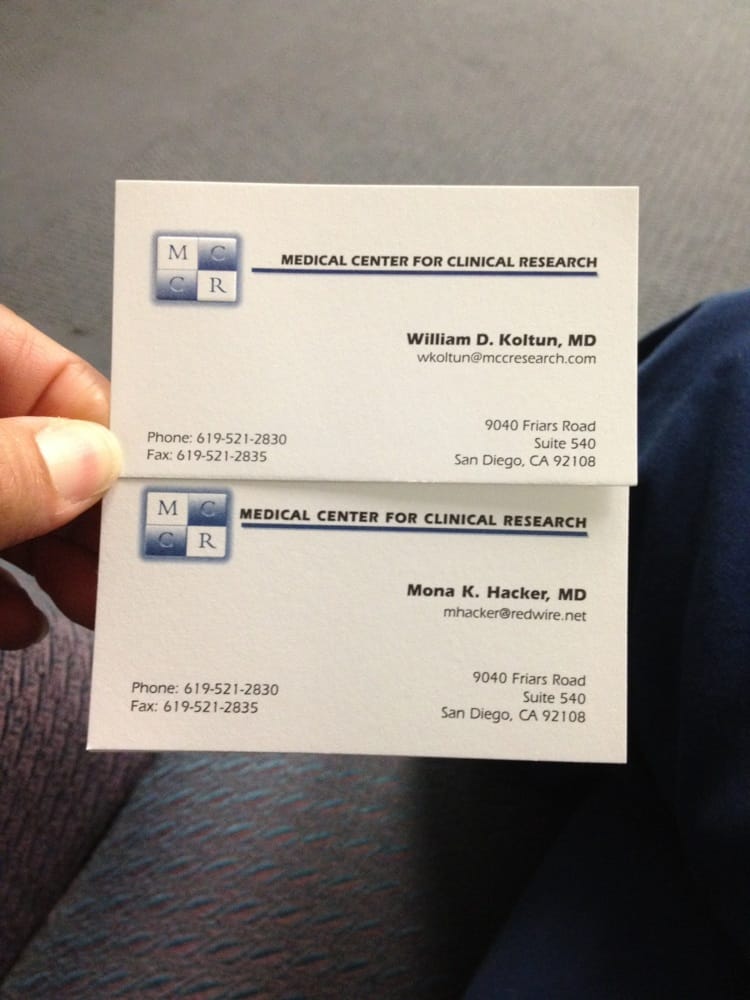 M C
C R
MEDICAL CENTER FOR CLINICAL RESEARCH
William D. Koltun, MD
wkoltun@mccresearch.com
Phone: 619-521-2830
Fax: 619-521-2835
9040 Friars Road
Suite 540
San Diego, CA 92108
M C
C R
MEDICAL CENTER FOR CLINICAL RESEARCH
Mona K. Hacker, MD
mhacker@redwire.net
Phone: 619-521-2830
Fax: 619-521-2835
9040 Friars Road
Suite 540
San Diego, CA 92108